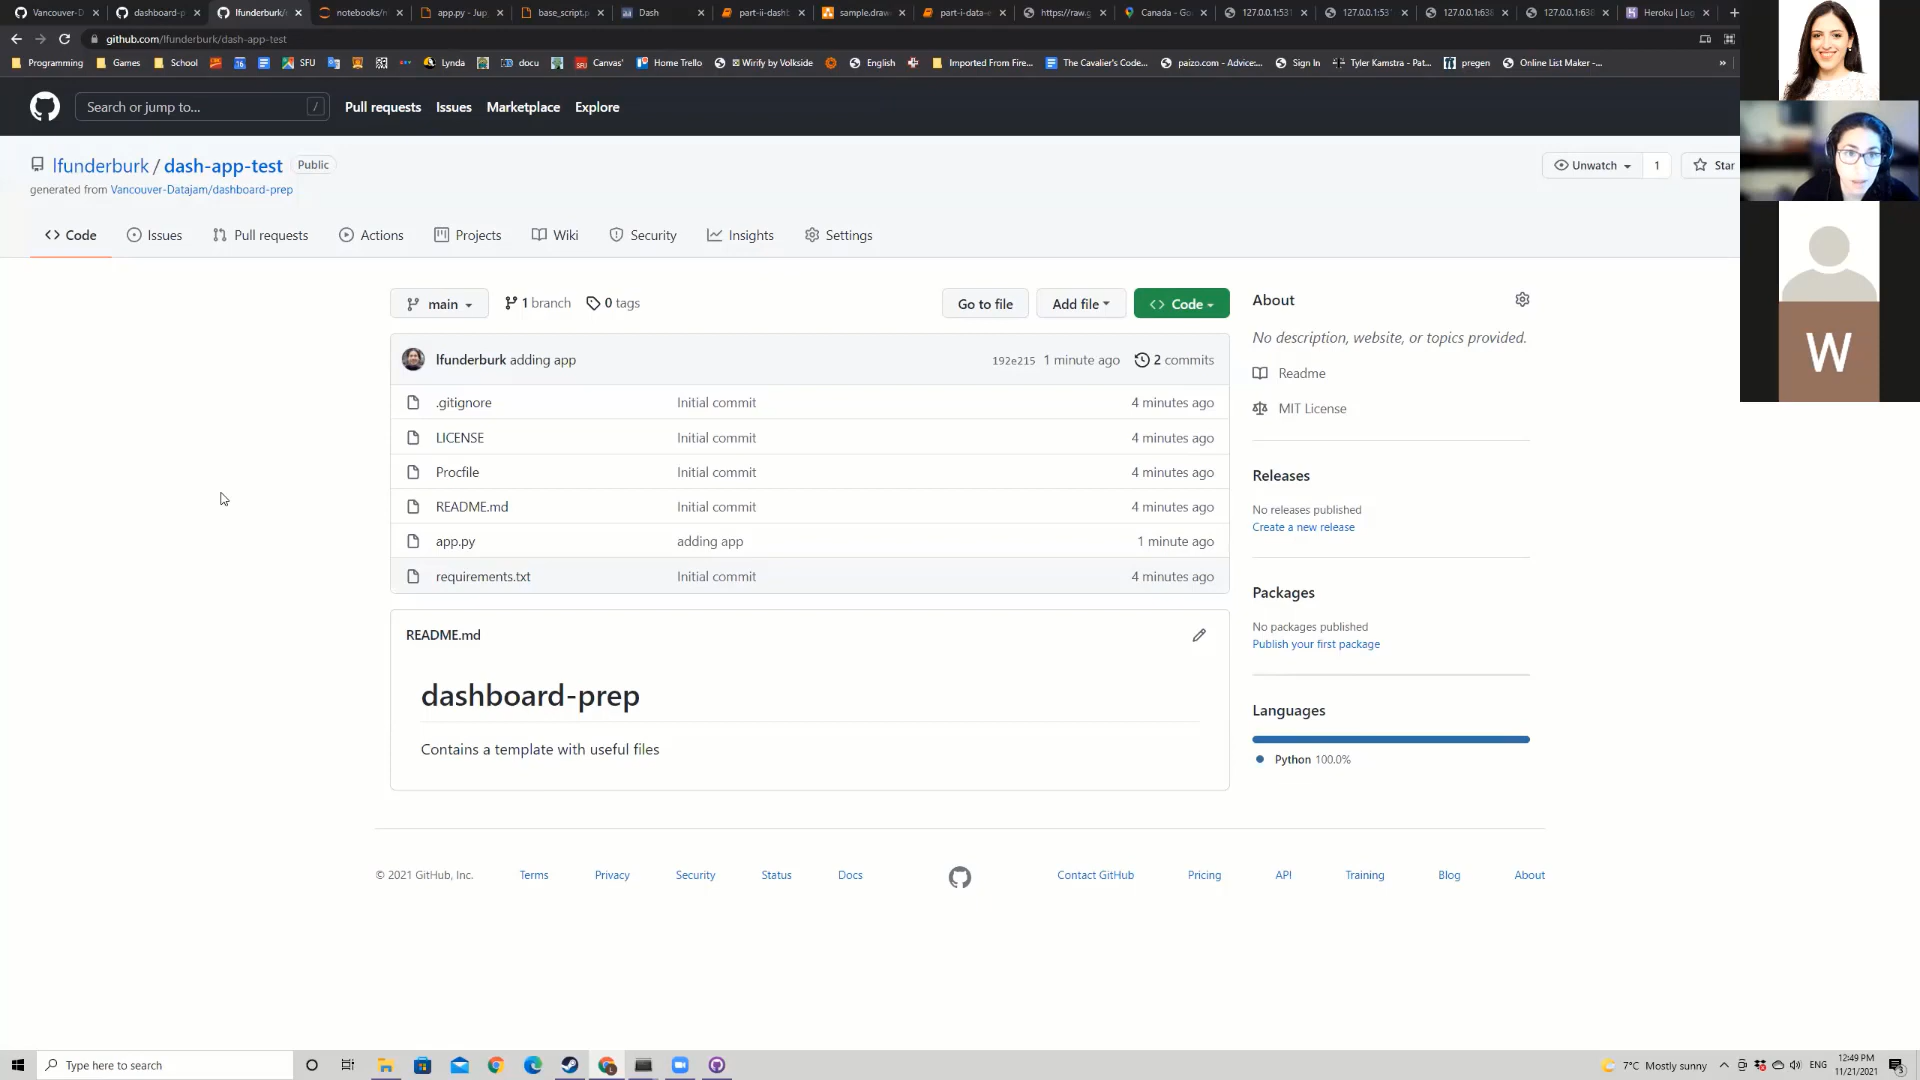 Vancouver-D
dashboard-p
lfunderburk/
notebooks/n
app.py - Jup
base_script.p
Dash
part-ii-dasht
sample.draw
part-i-data-e
https://raw.g
Canada - Go
127.0.0.1:531
127.0.0.1:531
127.0.0.1:638
127.0.0.1:638
Heroku | Log
github.com/lfunderburk/dash-app-test
Programming
Games
School
SFU
Lynda
docu
Canvas'
Home Trello
Wirify by Volkside
English
Imported From Fire...
The Cavalier's Code...
paizo.com - Advice:...
Sign In
Tyler Kamstra - Pat...
pregen
Online List Maker -...
»
Search or jump to...
/
Pull requests
Issues
Marketplace
Explore
lfunderburk / dash-app-test
Public
generated from Vancouver-Datajam/dashboard-prep
Unwatch
1
Star
Code
Issues
Pull requests
Actions
Projects
Wiki
Security
Insights
Settings
main
1 branch
0 tags
Go to file
Add file
Code
lfunderburk adding app
192e215
1 minute ago
2 commits
.gitignore
Initial commit
4 minutes ago
LICENSE
Initial commit
4 minutes ago
Procfile
Initial commit
4 minutes ago
README.md
Initial commit
4 minutes ago
app.py
adding app
1 minute ago
requirements.txt
Initial commit
4 minutes ago
README.md
dashboard-prep
Contains a template with useful files
About
No description, website, or topics provided.
Readme
MIT License
Releases
No releases published
Create a new release
Packages
No packages published
Publish your first package
Languages
Python 100.0%
W
© 2021 GitHub, Inc.
Terms
Privacy
Security
Status
Docs
Contact GitHub
Pricing
API
Training
Blog
About
Type here to search
7°C Mostly sunny
ENG
12:49 PM
11/21/2021
3